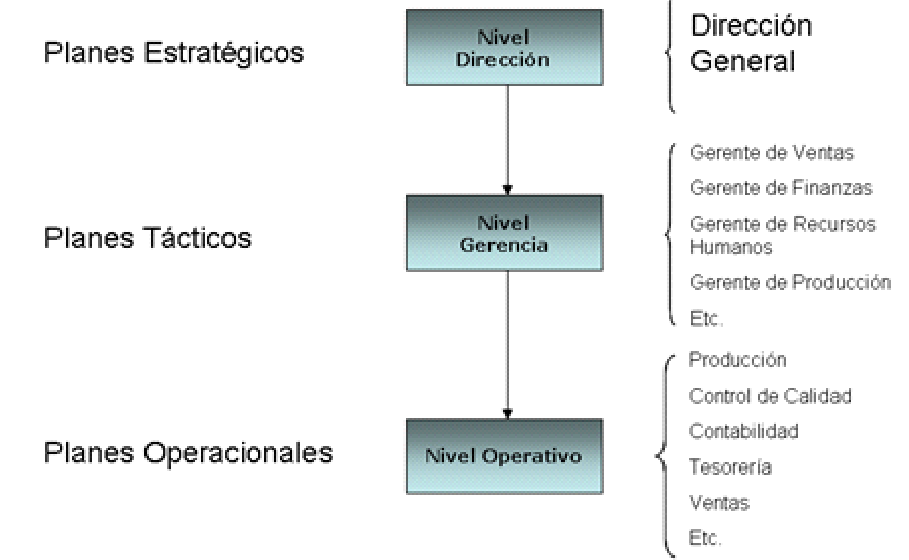 Planes Estratégicos
Nivel
Dirección
Dirección
General
Planes Tácticos
Nivel
Gerencia
Gerente de Ventas
Gerente de Finanzas
Gerente de Recursos
Humanos
Gerente de Producción
Etc.
Planes Operacionales
Nivel Operativo
Producción
Control de Calidad
Contabilidad
Tesorería
Ventas
Etc.